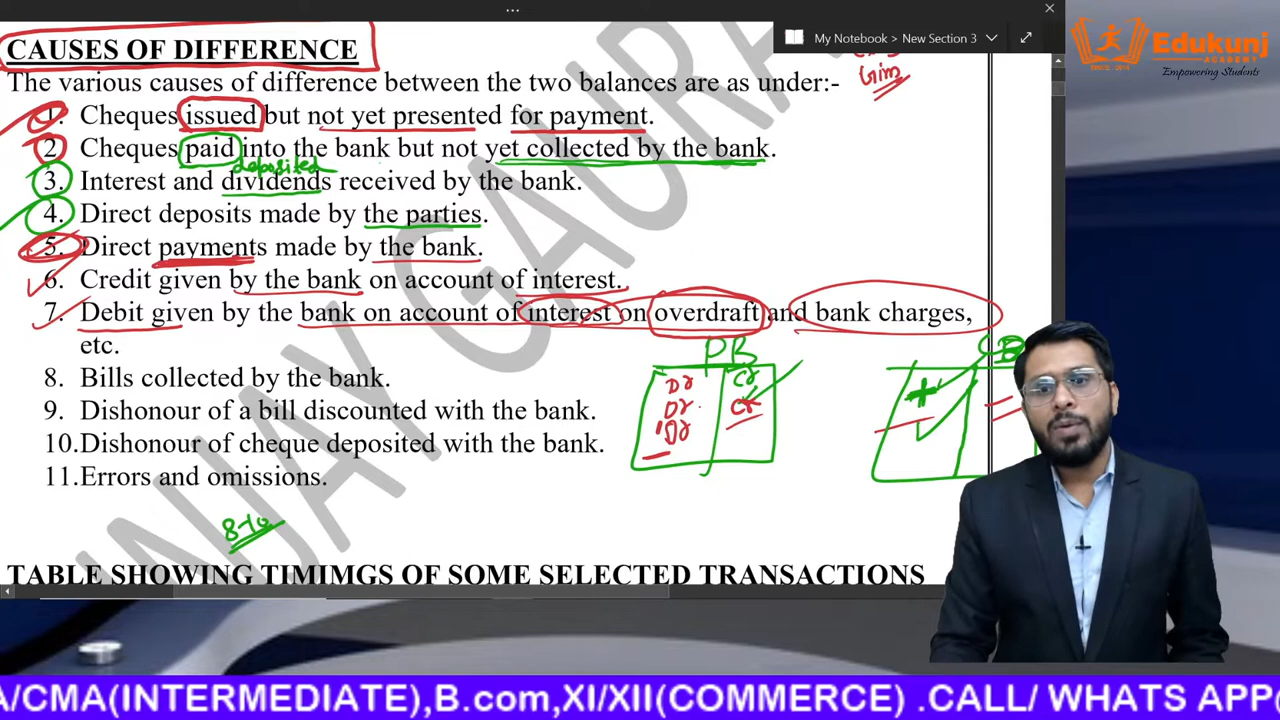 ...
My Notebook > New Section 3
Edukunj
ACADEMY
Empowering Students
CAUSES OF DIFFERENCE
The various causes of difference between the two balances are as under:-
1. Cheques issued but not yet presented for payment.
2. Cheques paid into the bank but not yet collected by the bank.
deposited
3. Interest and dividends received by the bank.
4. Direct deposits made by the parties.
5. Direct payments made by the bank.
6. Credit given by the bank on account of interest.
7. Debit given by the bank on account of interest on overdraft and bank charges,
etc.
8. Bills collected by the bank.
9. Dishonour of a bill discounted with the bank.
10.Dishonour of cheque deposited with the bank.
11.Errors and omissions.
PB
Dr Cr
Dr Cr
Dr
CB
+
8-10
TABLE SHOWING TIMIMGS OF SOME SELECTED TRANSACTIONS
A/CMA(INTERMEDIATE),B.com,XI/XII(COMMERCE) .CALL/ WHATS APP(